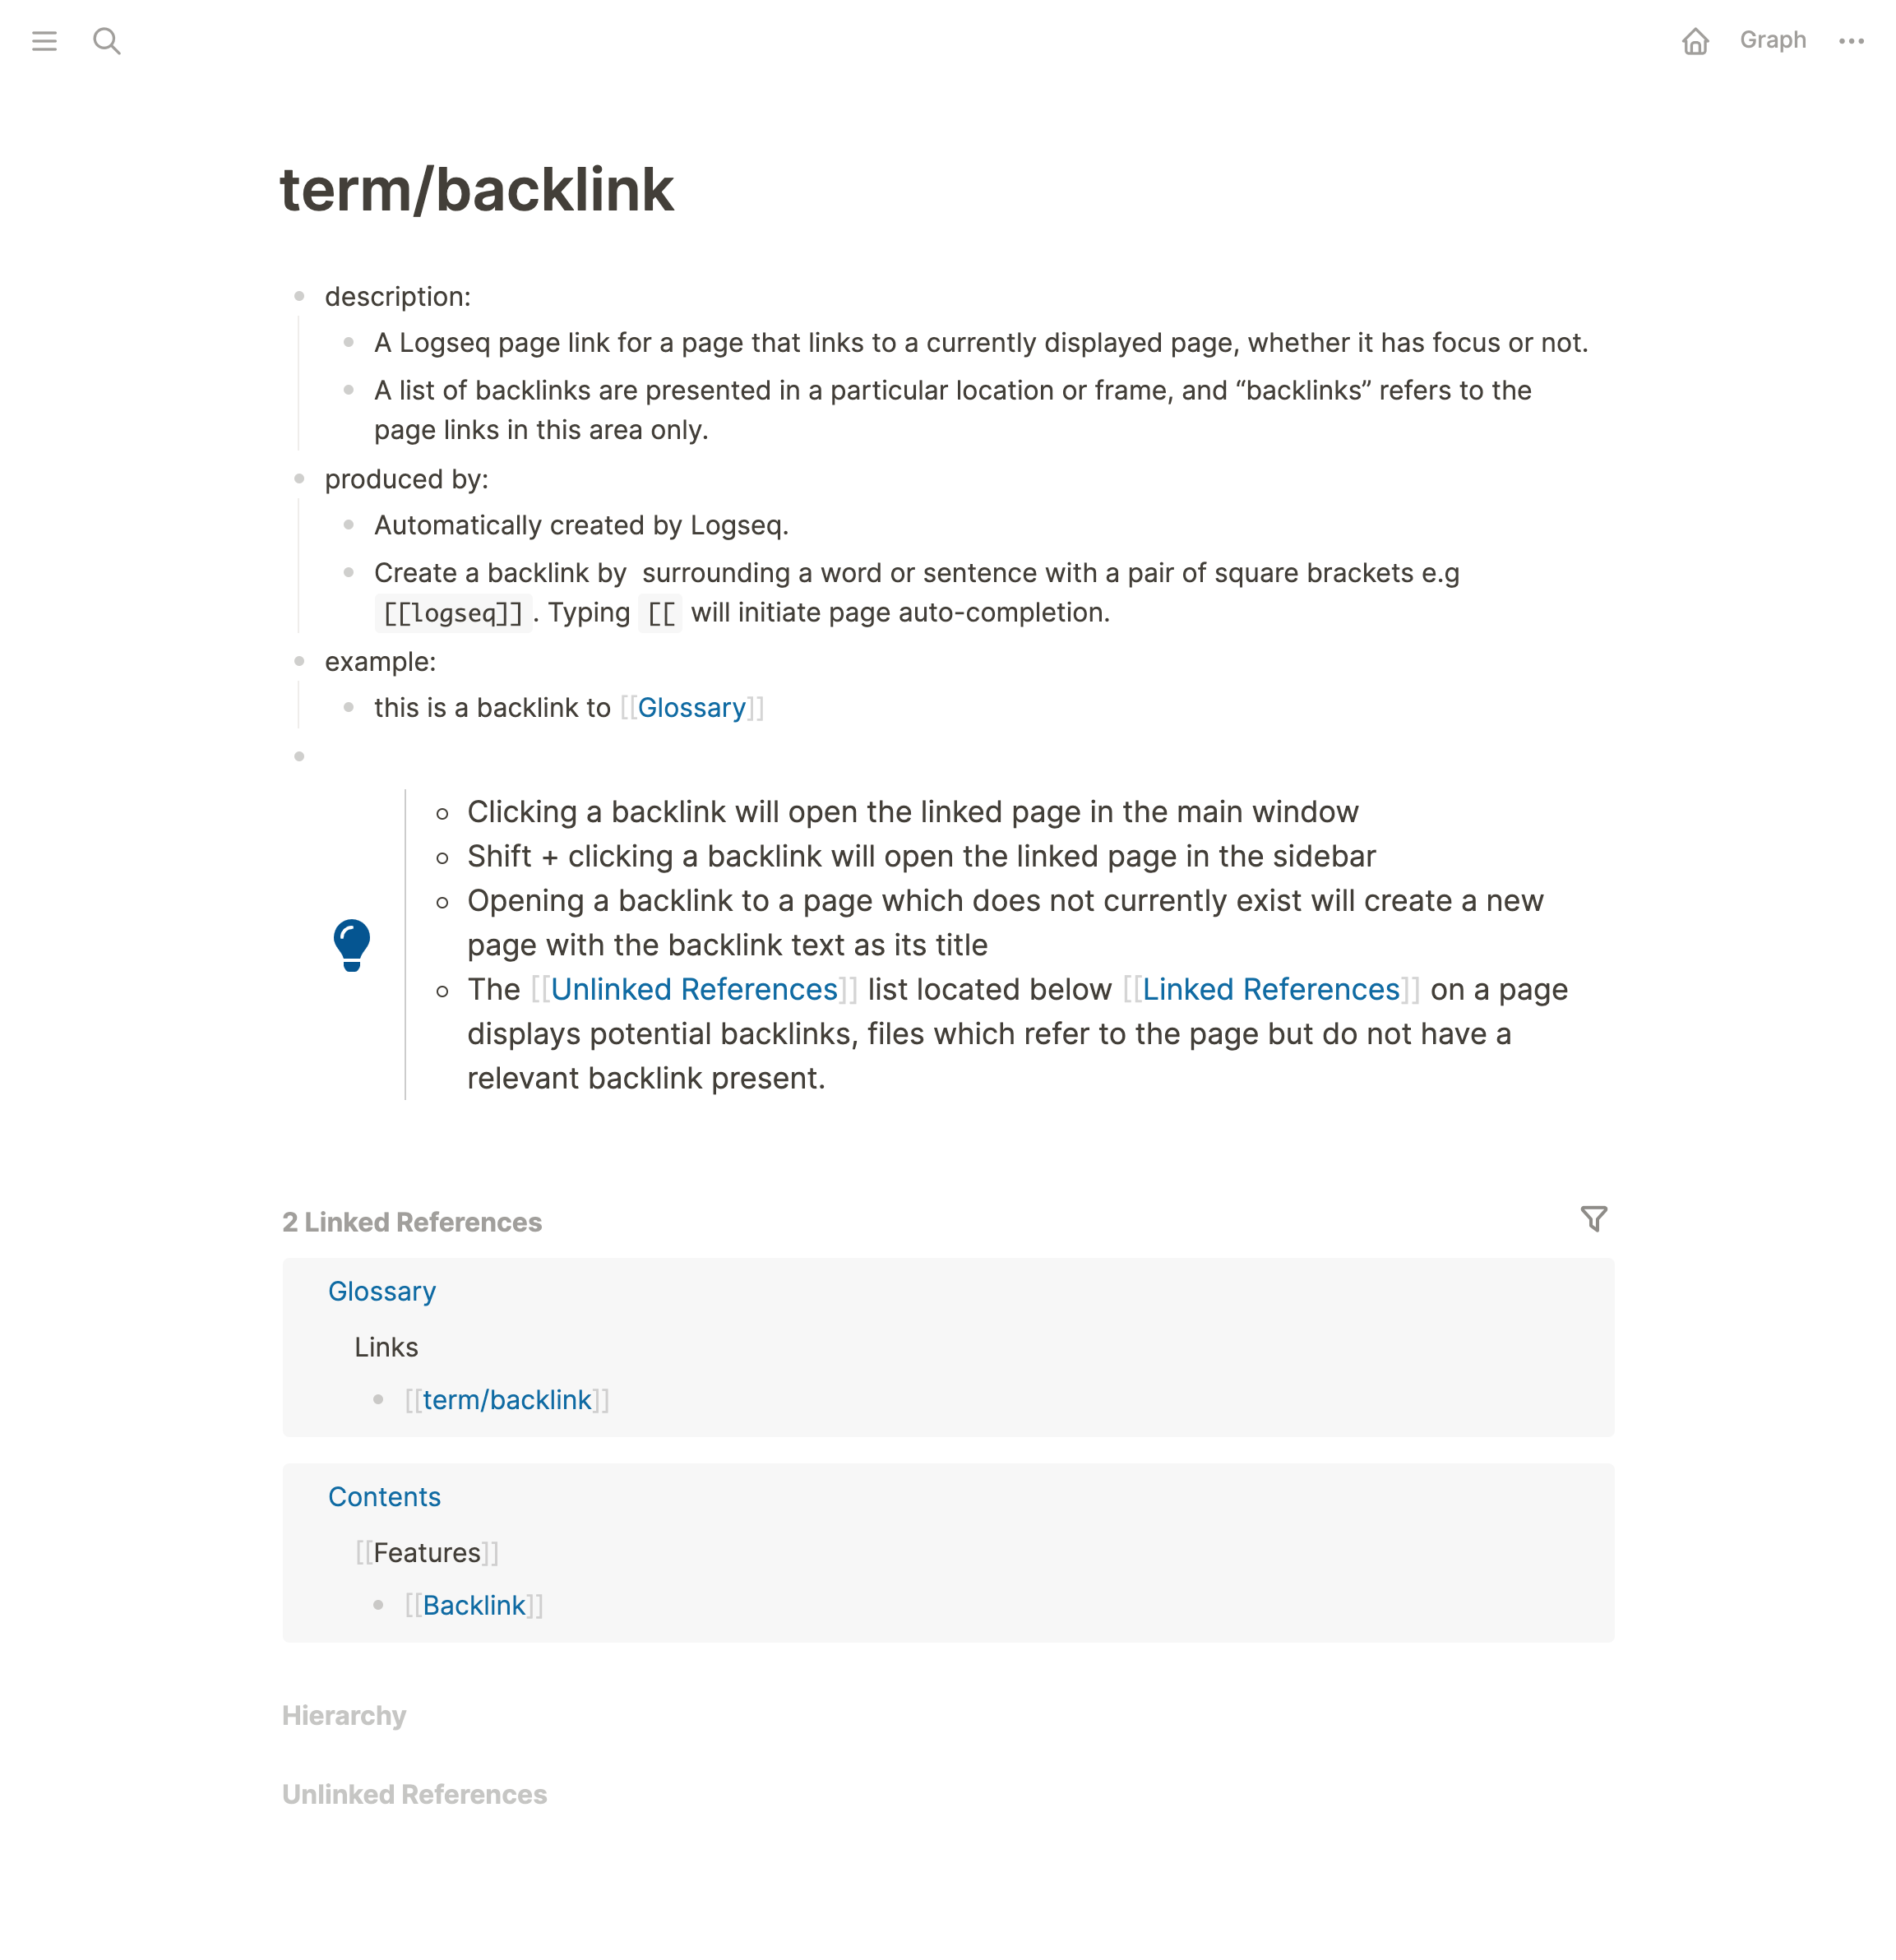 Graph
term/backlink
description:
A Logseq page link for a page that links to a currently displayed page, whether it has focus or not.
A list of backlinks are presented in a particular location or frame, and “backlinks” refers to the
page links in this area only.
produced by:
Automatically created by Logseq.
Create a backlink by  surrounding a word or sentence with a pair of square brackets e.g
[[logseq]] . Typing [[ will initiate page auto-completion.
example:
this is a backlink to [[Glossary]]
Clicking a backlink will open the linked page in the main window
Shift + clicking a backlink will open the linked page in the sidebar
Opening a backlink to a page which does not currently exist will create a new
page with the backlink text as its title
The [[Unlinked References]] list located below [[Linked References]] on a page
displays potential backlinks, files which refer to the page but do not have a
relevant backlink present.
2 Linked References
Glossary
Links
[[term/backlink]]
Contents
[[Features]]
[[Backlink]]
Hierarchy
Unlinked References